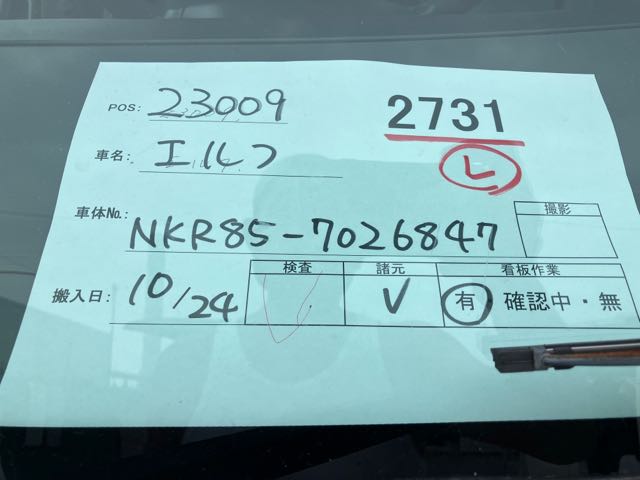 POS: 23009
2731
レ
車名: エルフ
車体No.: NKR85-7026847
撮影
搬入日: 10/24
検査 諸元 看板作業
レ V 有・確認中・無